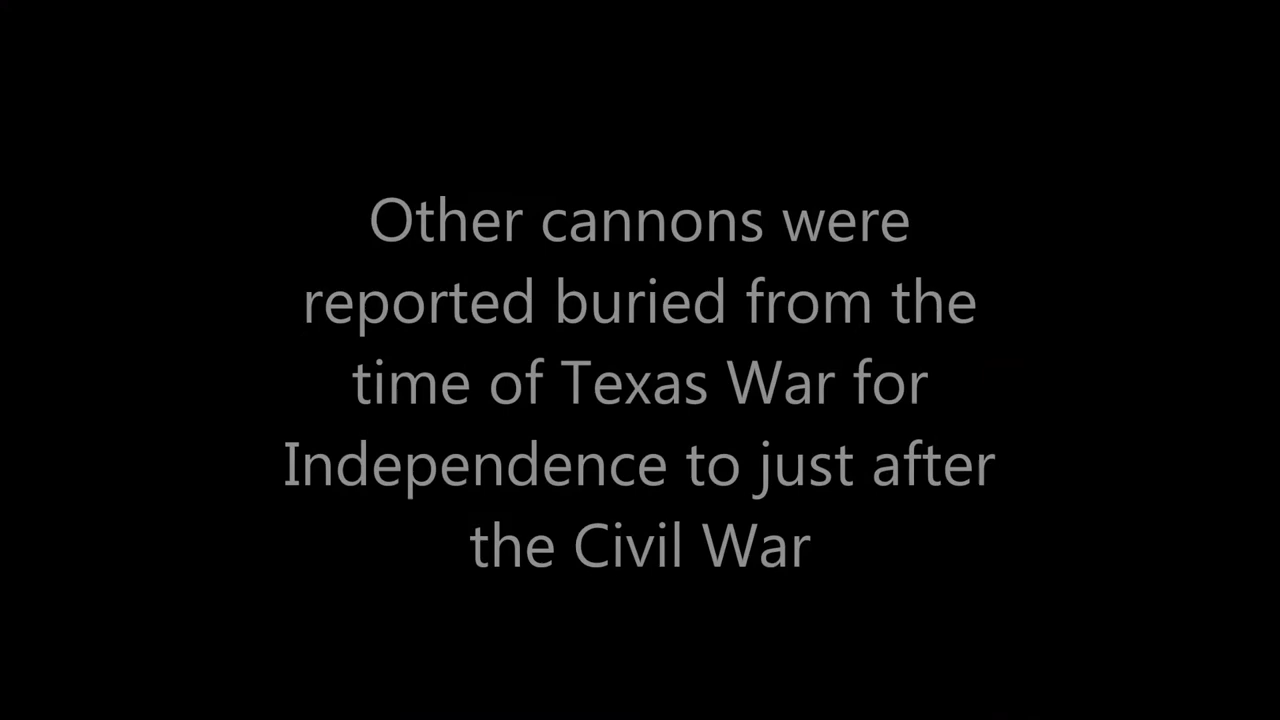 Other cannons were
reported buried from the
time of Texas War for
Independence to just after
the Civil War